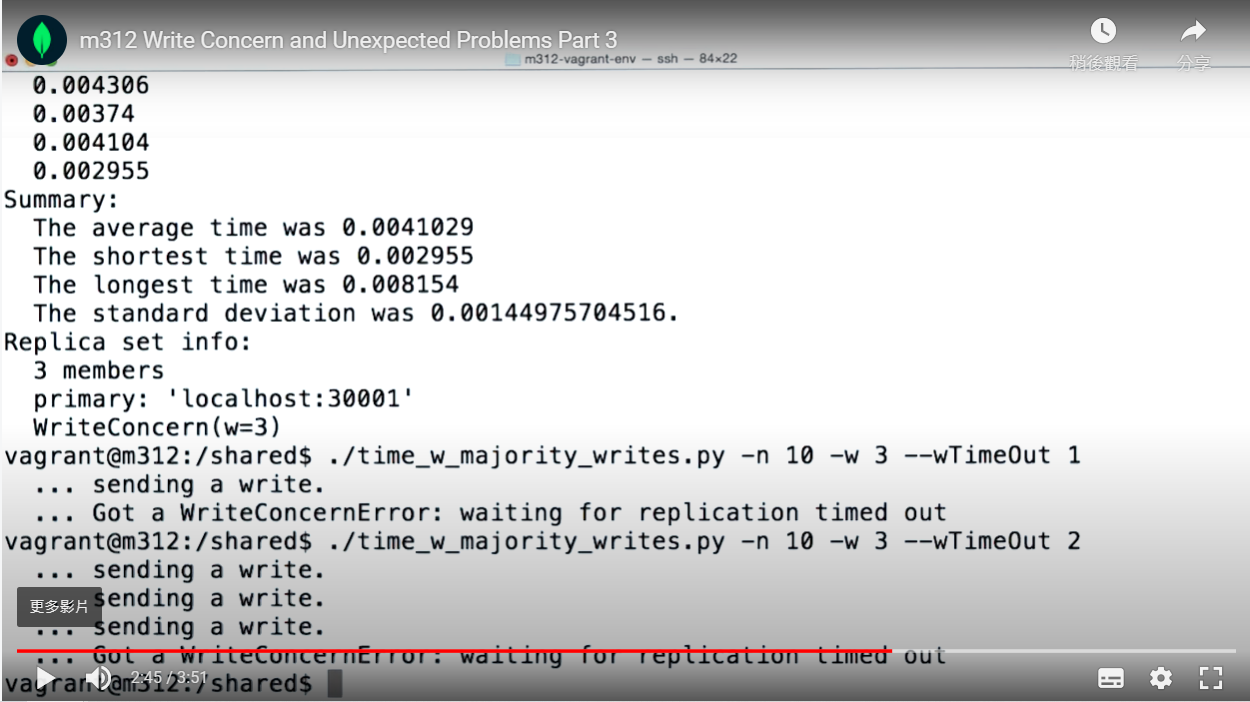 m312 Write Concern and Unexpected Problems Part 3
稍後觀看
分享
m312-vagrant-env — ssh — 84×22
0.004306
0.00374
0.004104
0.002955
Summary:
The average time was 0.0041029
The shortest time was 0.002955
The longest time was 0.008154
The standard deviation was 0.00144975704516.
Replica set info:
3 members
primary: 'localhost:30001'
WriteConcern(w=3)
vagrant@m312:/shared$ ./time_w_majority_writes.py -n 10 -w 3 --wTimeOut 1
... sending a write.
... Got a WriteConcernError: waiting for replication timed out
vagrant@m312:/shared$ ./time_w_majority_writes.py -n 10 -w 3 --wTimeOut 2
... sending a write.
更多影片
sending a write.
... sending a write.
... Got a WriteConcernError: waiting for replication timed out
vagrant@m312:/shared$
2:45 / 3:51